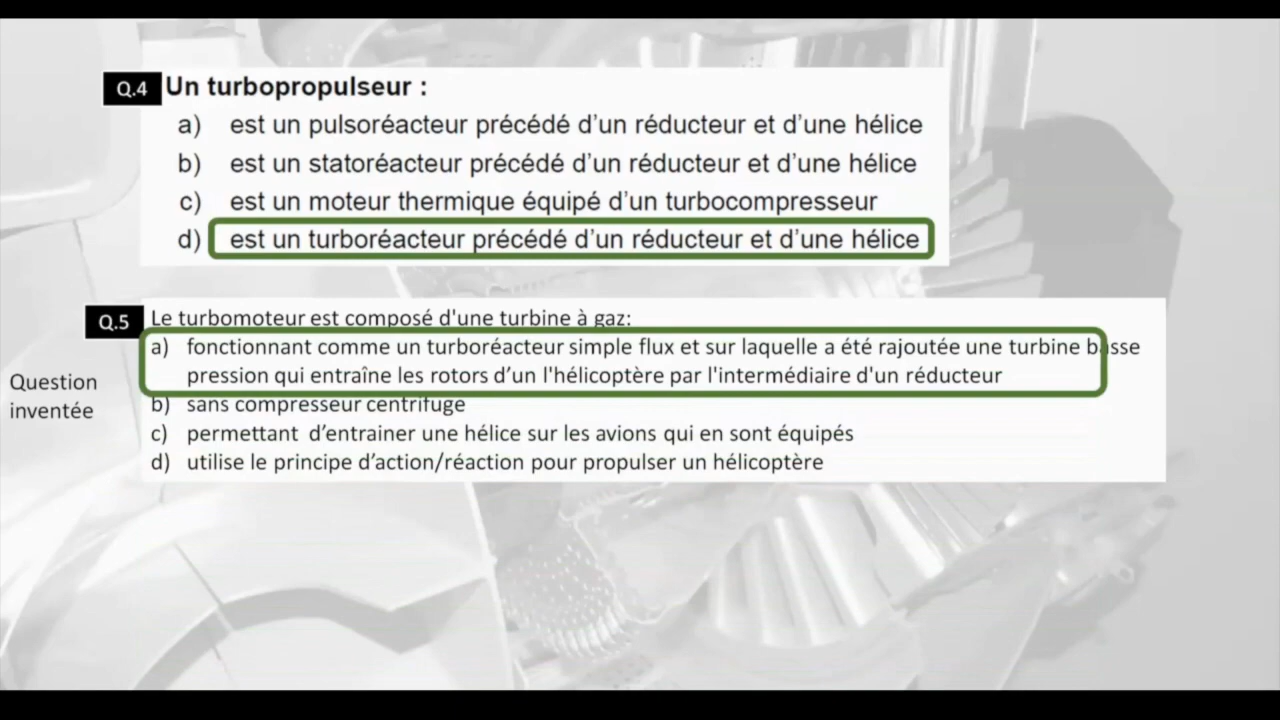 Q.4 Un turbopropulseur :
a) est un pulsoréacteur précédé d'un réducteur et d'une hélice
b) est un statoréacteur précédé d'un réducteur et d'une hélice
c) est un moteur thermique équipé d'un turbocompresseur
d) est un turboréacteur précédé d'un réducteur et d'une hélice
Q.5 Le turbomoteur est composé d'une turbine à gaz:
a) fonctionnant comme un turboréacteur simple flux et sur laquelle a été rajoutée une turbine basse
pression qui entraîne les rotors d'un l'hélicoptère par l'intermédiaire d'un réducteur
b) sans compresseur centrifuge
c) permettant d'entrainer une hélice sur les avions qui en sont équipés
d) utilise le principe d'action/réaction pour propulser un hélicoptère
Question
inventée